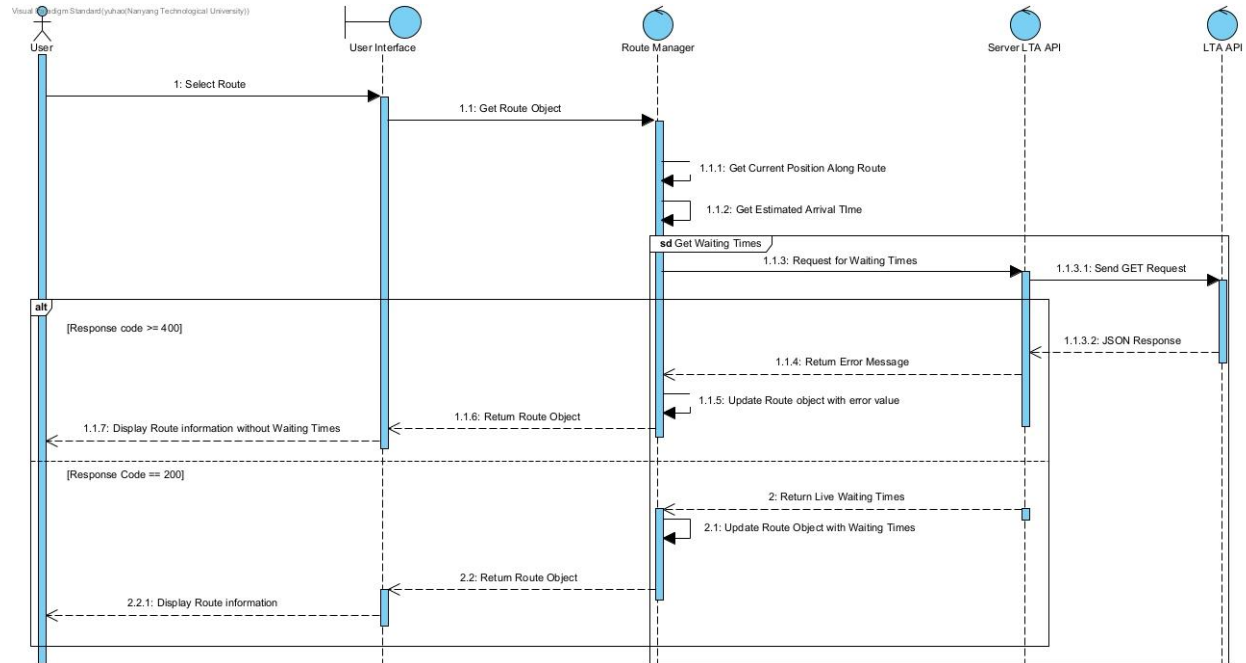 Visual Paradigm Standard(yuhao(Nanyang Technological University))
User
User Interface
Route Manager
Server LTA API
LTA API
1: Select Route
1.1: Get Route Object
1.1.1: Get Current Position Along Route
1.1.2: Get Estimated Arrival TIme
sd Get Waiting Times
1.1.3: Request for Waiting Times
1.1.3.1: Send GET Request
alt
[Response code >= 400]
1.1.3.2: JSON Response
1.1.4: Return Error Message
1.1.5: Update Route object with error value
1.1.6: Return Route Object
1.1.7: Display Route information without Waiting Times
[Response Code == 200]
2: Return Live Waiting Times
2.1: Update Route Object with Waiting Times
2.2: Return Route Object
2.2.1: Display Route information